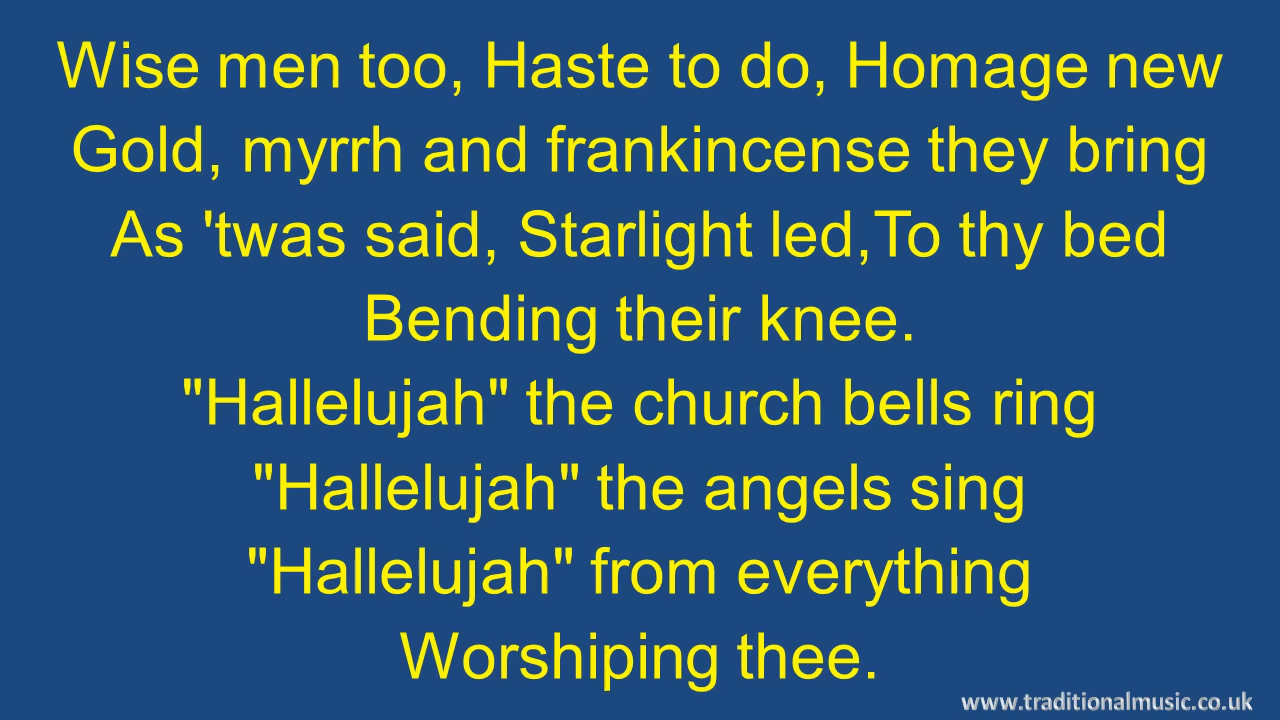 Wise men too, Haste to do, Homage new
Gold, myrrh and frankincense they bring
As 'twas said, Starlight led,To thy bed
Bending their knee.
"Hallelujah" the church bells ring
"Hallelujah" the angels sing
"Hallelujah" from everything
Worshiping thee.
www.traditionalmusic.co.uk